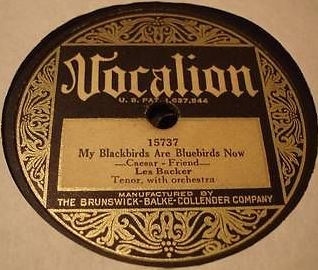 Vocalion
U. S. PAT. 1,637,544
15737
My Blackbirds Are Bluebirds Now
—Caesar - Friend—
Les Backer
Tenor, with orchestra
MANUFACTURED BY
THE BRUNSWICK-BALKE-COLLENDER COMPANY